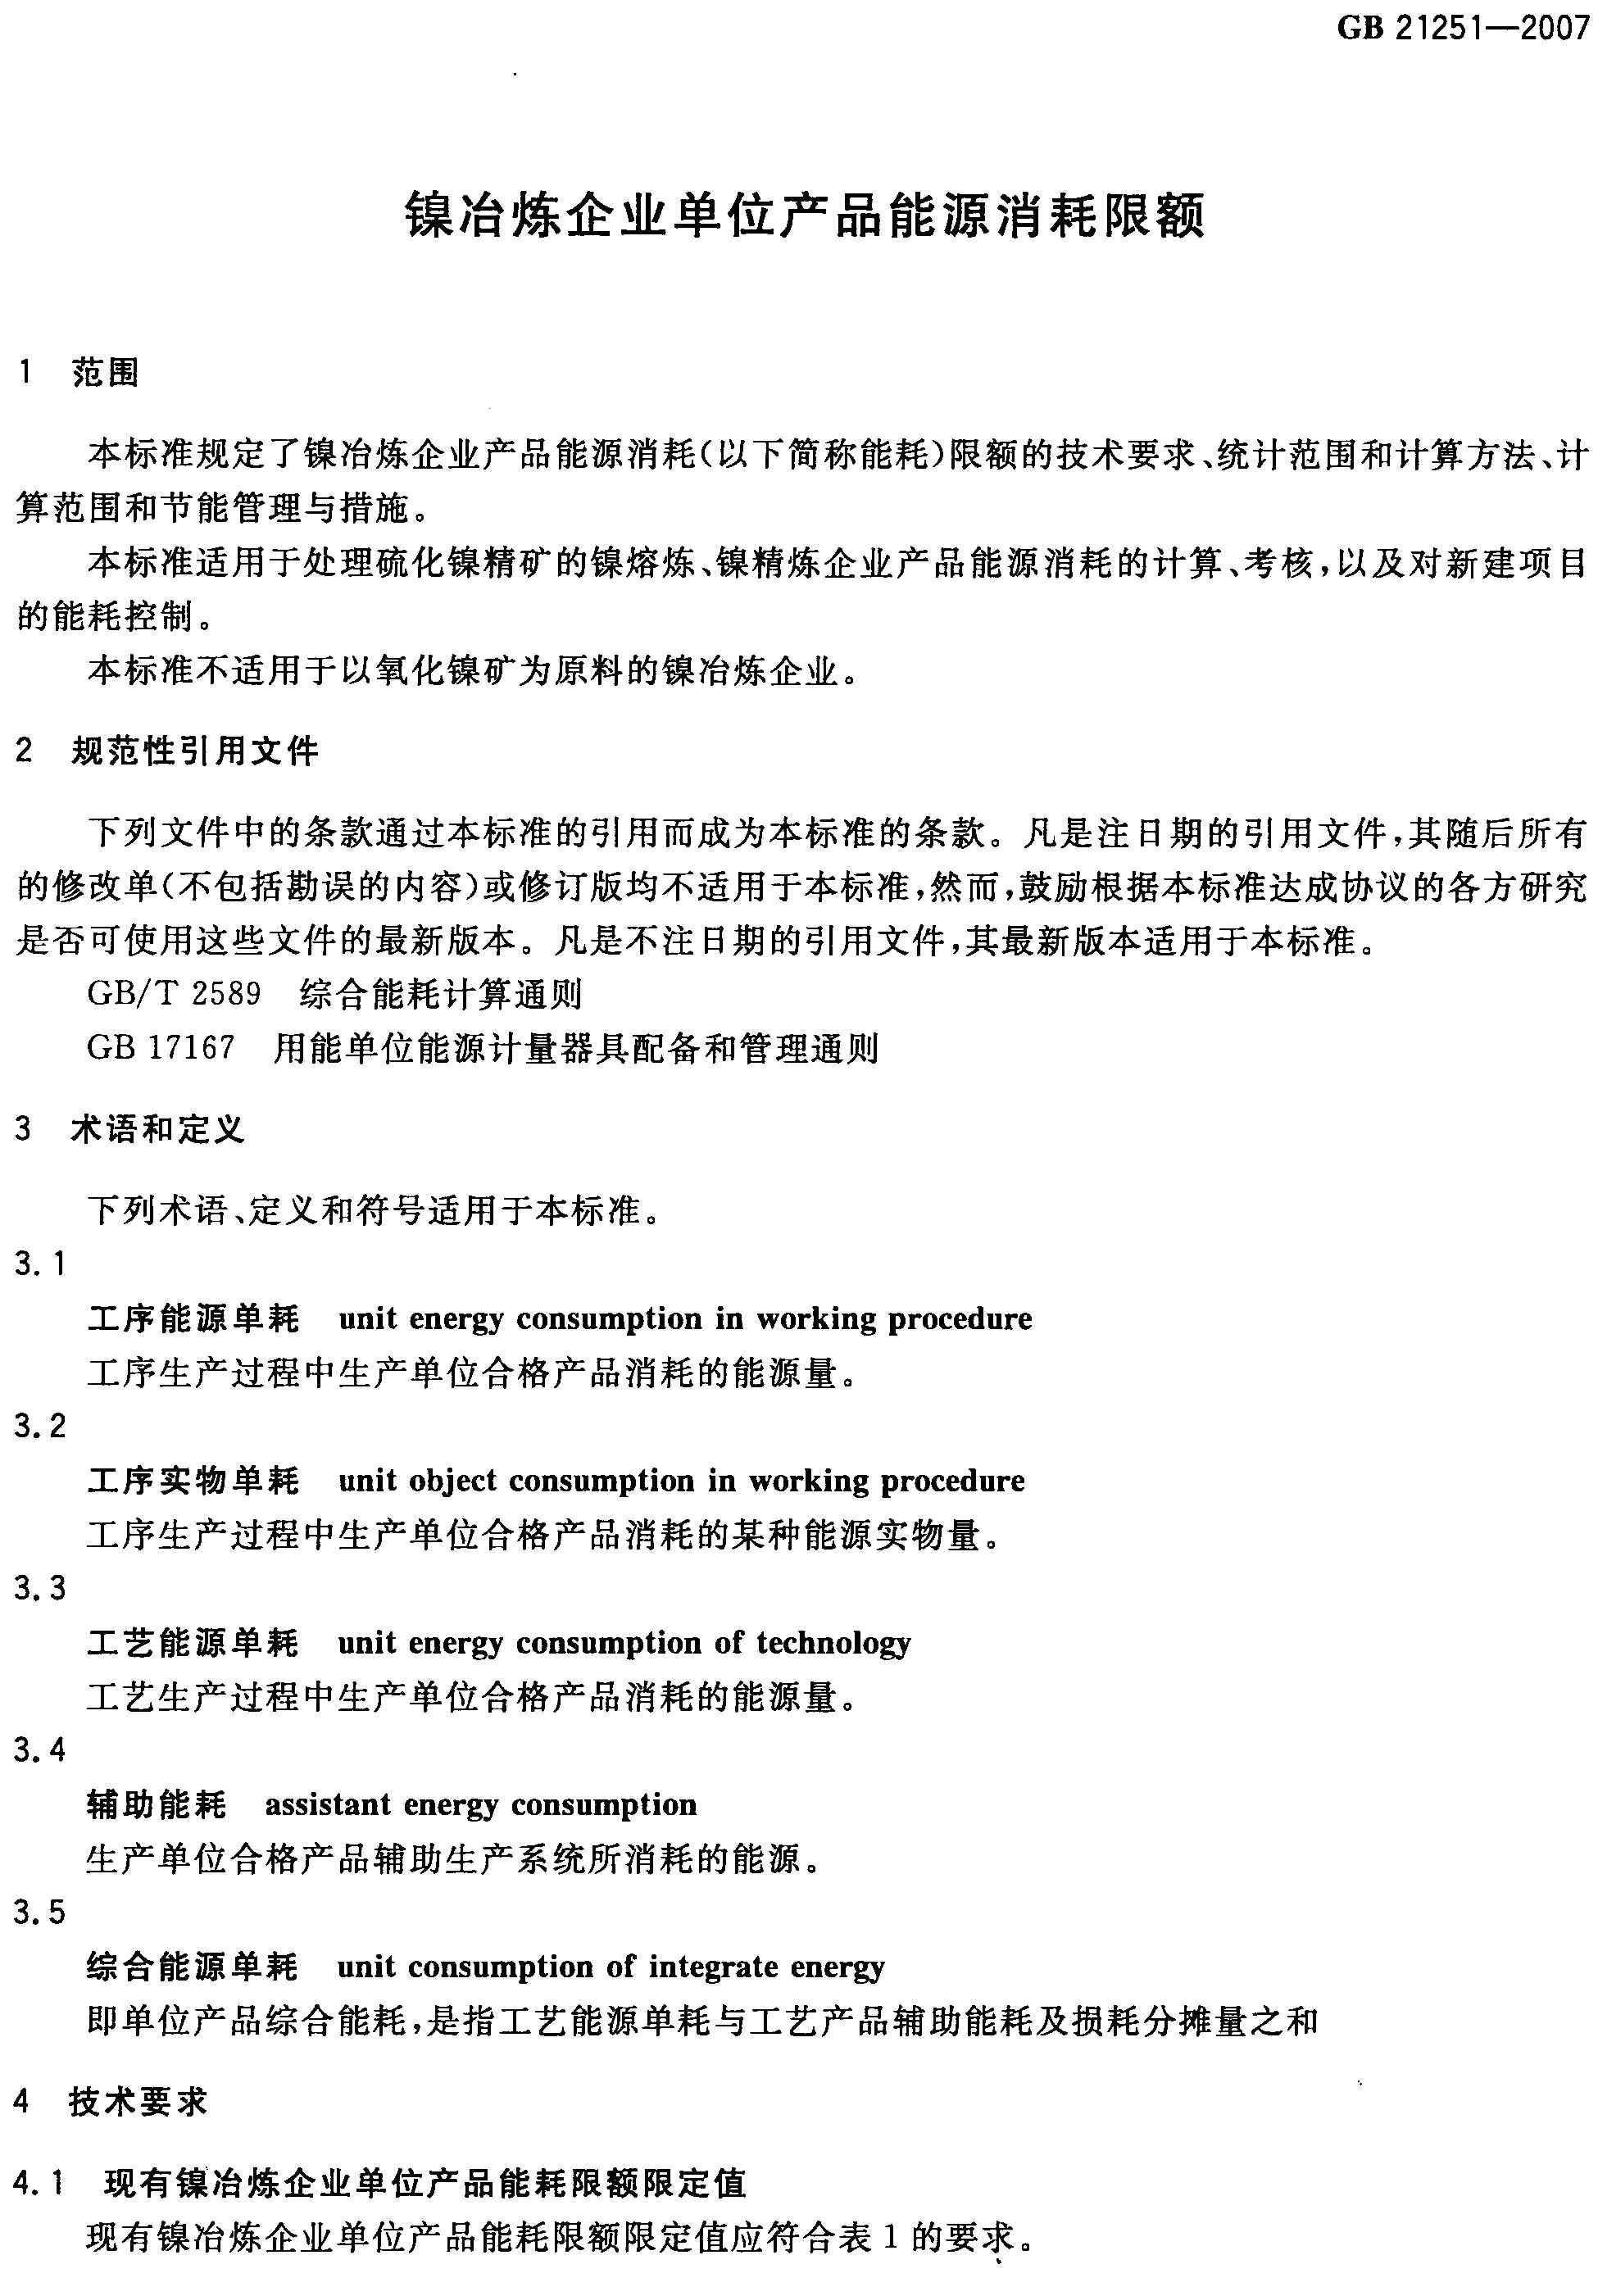 GB 21251—2007
镍冶炼企业单位产品能源消耗限额
1 范围
本标准规定了镍冶炼企业产品能源消耗(以下简称能耗)限额的技术要求、统计范围和计算方法、计
算范围和节能管理与措施。
本标准适用于处理硫化镍精矿的镍熔炼、镍精炼企业产品能源消耗的计算、考核,以及对新建项目
的能耗控制。
本标准不适用于以氧化镍矿为原料的镍冶炼企业。
2 规范性引用文件
下列文件中的条款通过本标准的引用而成为本标准的条款。凡是注日期的引用文件,其随后所有
的修改单(不包括勘误的内容)或修订版均不适用于本标准,然而,鼓励根据本标准达成协议的各方研究
是否可使用这些文件的最新版本。凡是不注日期的引用文件,其最新版本适用于本标准。
GB/T 2589 综合能耗计算通则
GB 17167 用能单位能源计量器具配备和管理通则
3 术语和定义
下列术语、定义和符号适用于本标准。
3.1
工序能源单耗 unit energy consumption in working procedure
工序生产过程中生产单位合格产品消耗的能源量。
3.2
工序实物单耗 unit object consumption in working procedure
工序生产过程中生产单位合格产品消耗的某种能源实物量。
3.3
工艺能源单耗 unit energy consumption of technology
工艺生产过程中生产单位合格产品消耗的能源量。
3.4
辅助能耗 assistant energy consumption
生产单位合格产品辅助生产系统所消耗的能源。
3.5
综合能源单耗 unit consumption of integrate energy
即单位产品综合能耗,是指工艺能源单耗与工艺产品辅助能耗及损耗分摊量之和
4 技术要求
4.1 现有镍冶炼企业单位产品能耗限额限定值
现有镍冶炼企业单位产品能耗限额限定值应符合表 1 的要求。